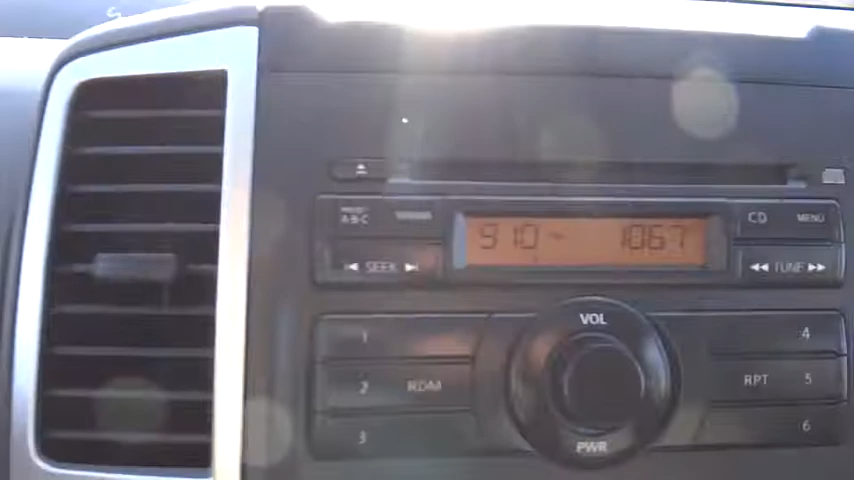 A·B·C
CD MENU
910 1067
SEEK
TUNE
VOL
1 4
2 RDM RPT 5
3 6
PWR